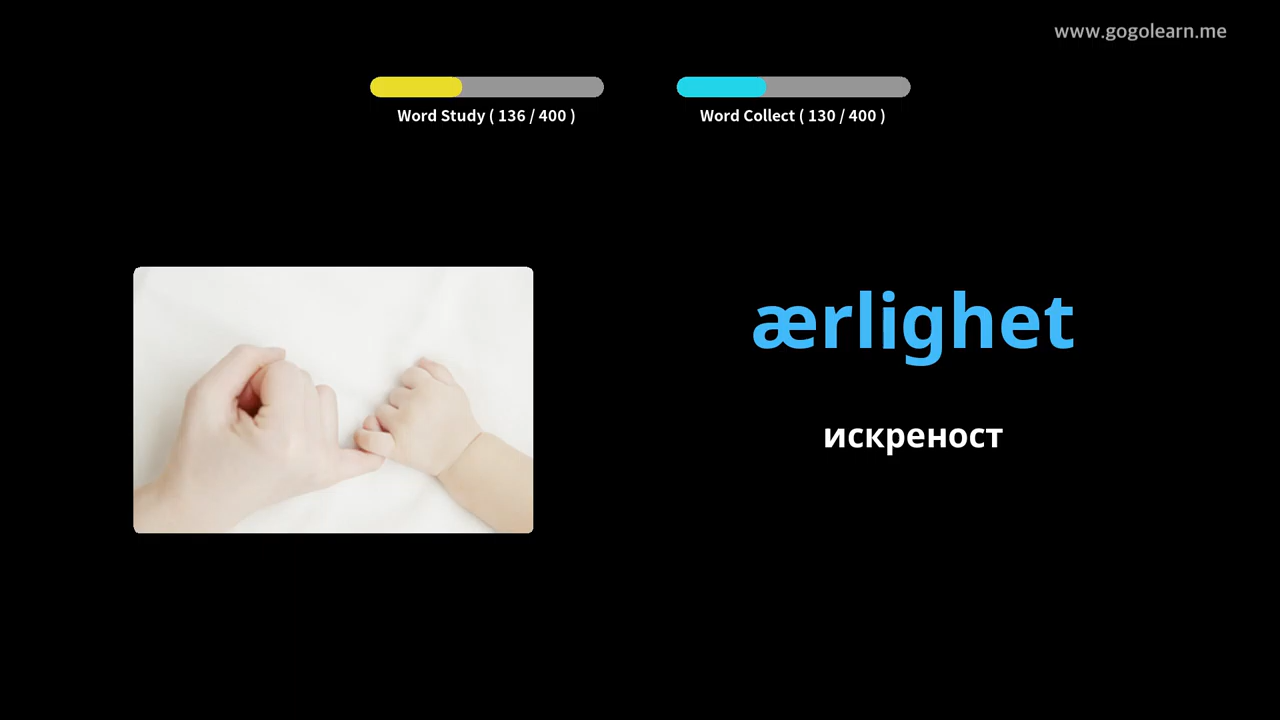 www.gogolearn.me
Word Study ( 136 / 400 )
Word Collect ( 130 / 400 )
ærlighet
искреност